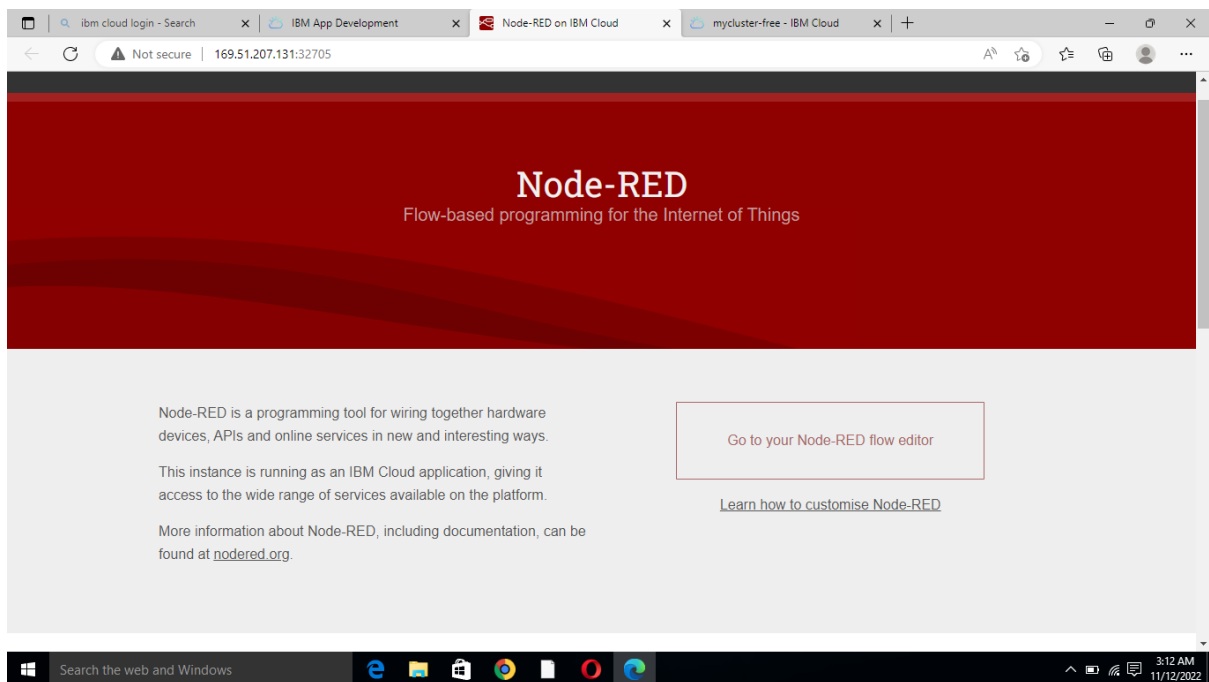 ibm cloud login - Search
IBM App Development
Node-RED on IBM Cloud
mycluster-free - IBM Cloud
Not secure
169.51.207.131:32705
Node-RED
Flow-based programming for the Internet of Things
Node-RED is a programming tool for wiring together hardware
devices, APIs and online services in new and interesting ways.
This instance is running as an IBM Cloud application, giving it
access to the wide range of services available on the platform.
More information about Node-RED, including documentation, can be
found at nodered.org.
Go to your Node-RED flow editor
Learn how to customise Node-RED
Search the web and Windows
3:12 AM
11/12/2022